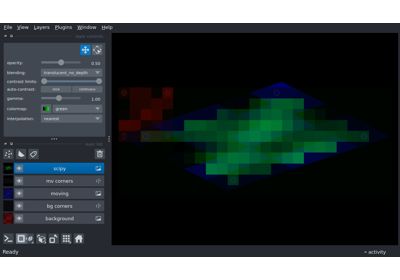 File View Layers Plugins Window Help
opacity: 0.50
blending: translucent_no_depth
contrast limits:
auto-contrast: once continuous
gamma: 1.00
colormap: green
interpolation: nearest
scipy
mv corners
moving
bg corners
background
Ready
activity